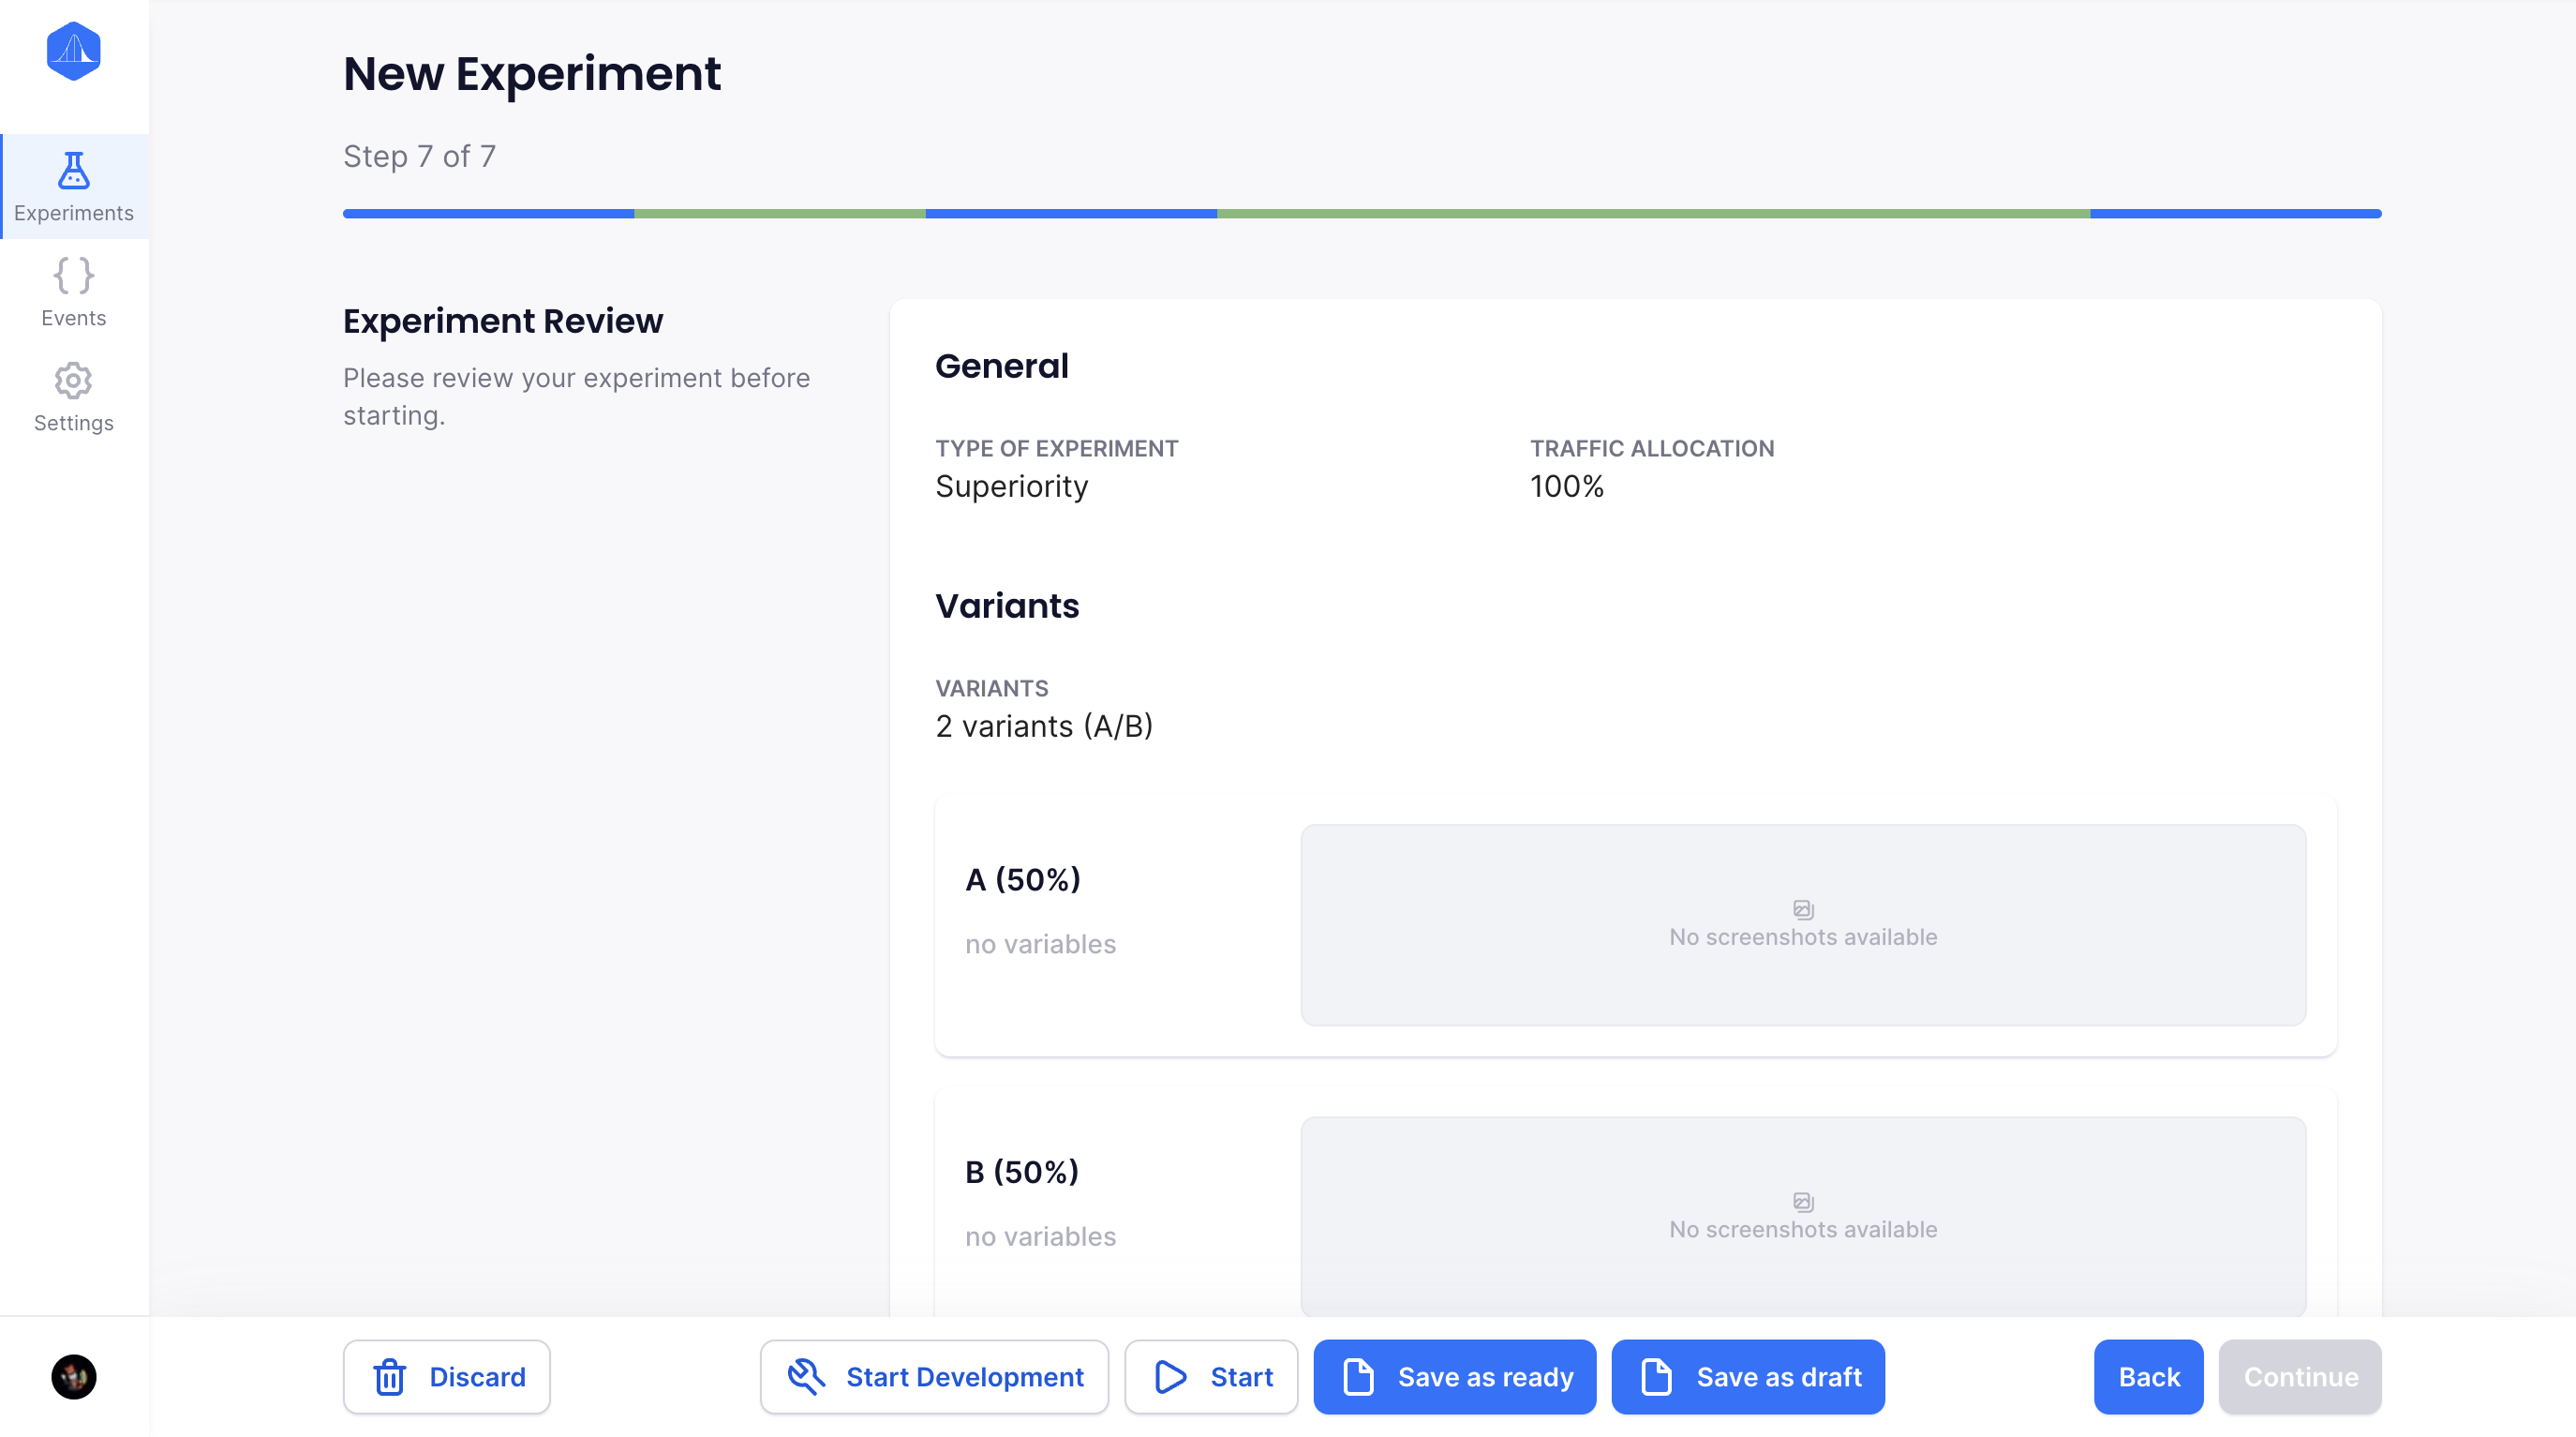 New Experiment
Step 7 of 7
Experiments
Events
Settings
Experiment Review
Please review your experiment before
starting.
General
TYPE OF EXPERIMENT
Superiority
TRAFFIC ALLOCATION
100%
Variants
VARIANTS
2 variants (A/B)
A (50%)
no variables
No screenshots available
B (50%)
no variables
No screenshots available
Discard
Start Development
Start
Save as ready
Save as draft
Back
Continue